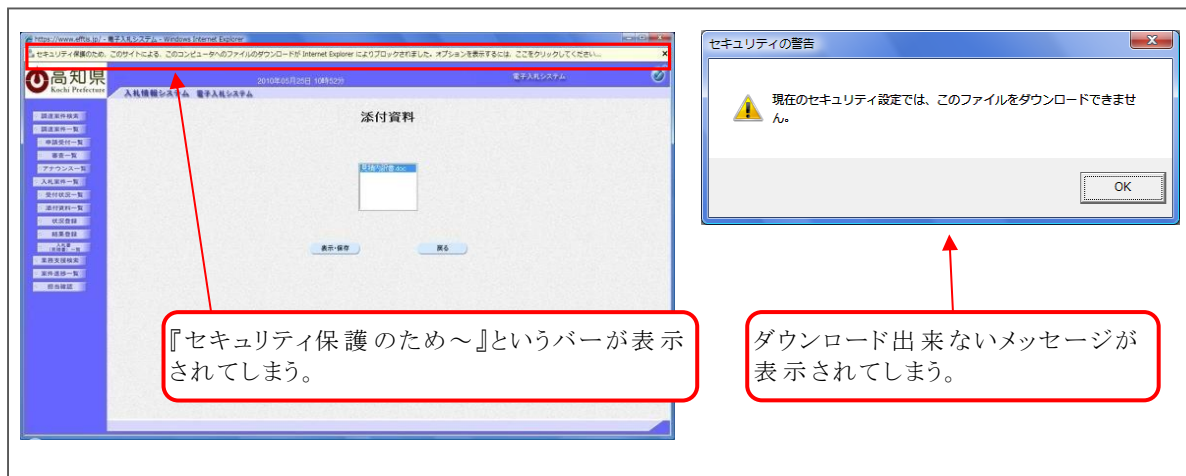 https://www.efftis.jp/ - 電子入札システム - Windows Internet Explorer
セキュリティ保護のため、このサイトによる、このコンピュータへのファイルのダウンロードが Internet Explorer によりブロックされました。オプションを表示するには、ここをクリックしてください...
高知県
Kochi Prefecture
2010年05月25日 10時52分
電子入札システム
入札情報システム 電子入札システム
調達案件検索
調達案件一覧
申請受付一覧
審査一覧
アナウンス一覧
入札案件一覧
受付状況一覧
添付資料一覧
状況登録
結果登録
業務支援検索
案件進捗一覧
担当確認
添付資料
表示・保存
戻る
『セキュリティ保護のため～』というバーが表示
されてしまう。
セキュリティの警告
現在のセキュリティ設定では、このファイルをダウンロードできませ
ん。
OK
ダウンロード出来ないメッセージが
表示されてしまう。